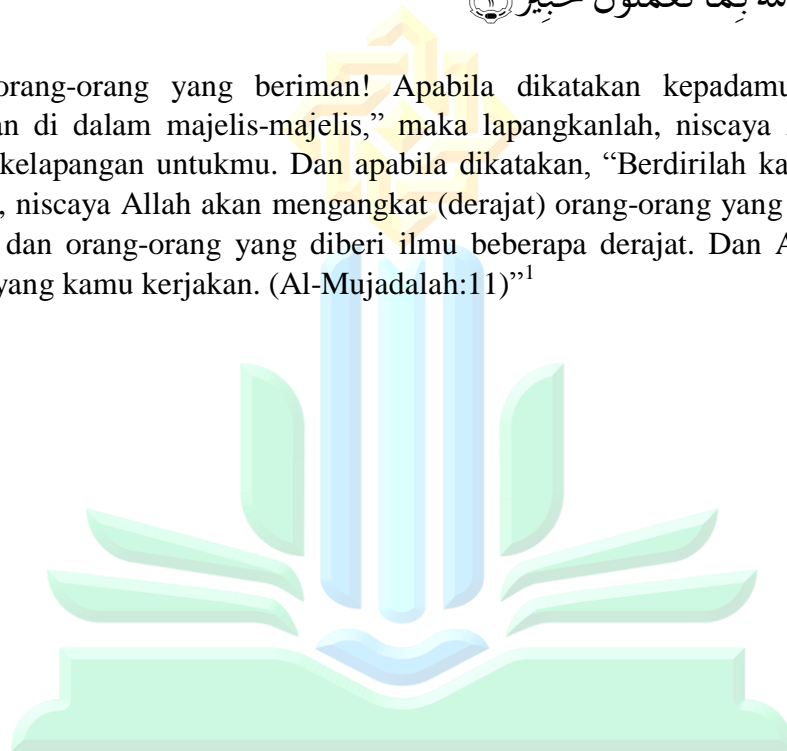 بِمَا تَعْمَلُوْنَ خَبِيْرٌ
orang-orang yang beriman! Apabila dikatakan kepadamu
di dalam majelis-majelis,” maka lapangkanlah, niscaya
kelapangan untukmu. Dan apabila dikatakan, “Berdirilah
, niscaya Allah akan mengangkat (derajat) orang-orang yang
dan orang-orang yang diberi ilmu beberapa derajat. Dan
yang kamu kerjakan. (Al-Mujadalah:11)”1